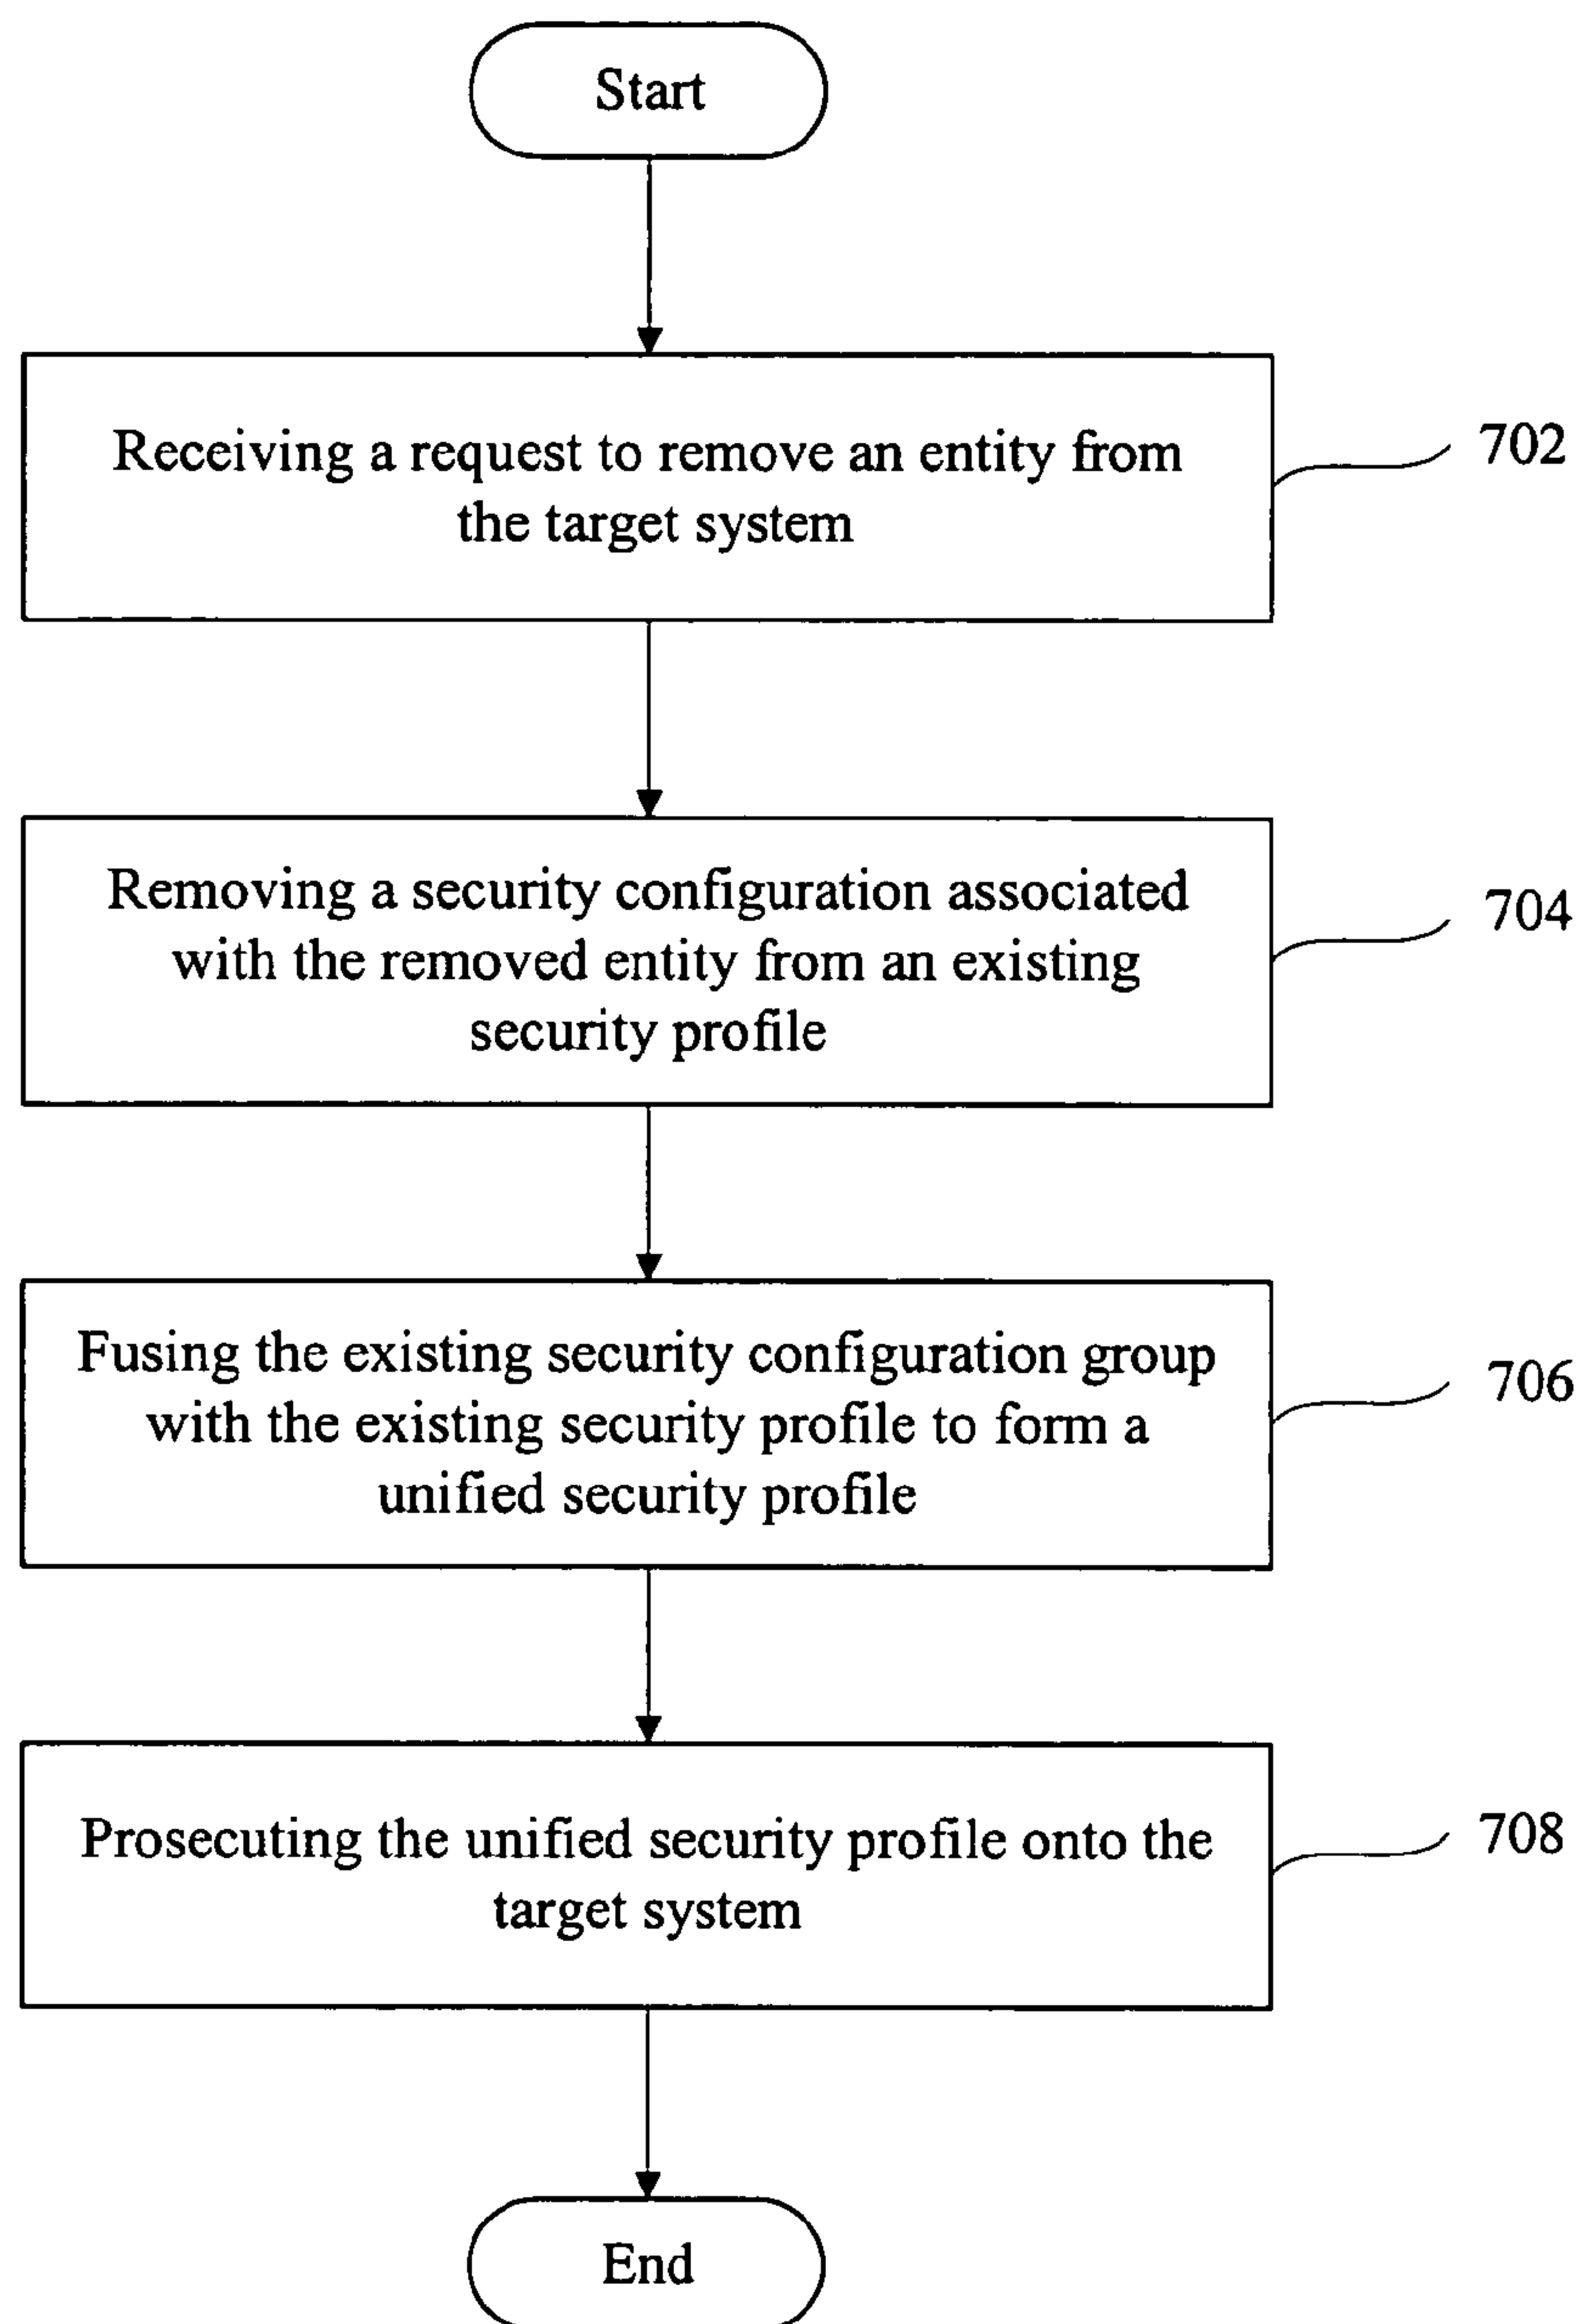 Start
Receiving a request to remove an entity from
the target system
702
Removing a security configuration associated
with the removed entity from an existing
security profile
704
Fusing the existing security configuration group
with the existing security profile to form a
unified security profile
706
Prosecuting the unified security profile onto the
target system
708
End